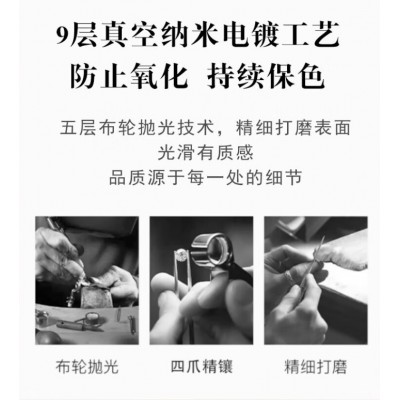 9层真空纳米电镀工艺
防止氧化 持续保色
五层布轮抛光技术，精细打磨表面
光滑有质感
品质源于每一处的细节
布轮抛光
四爪精镶
精细打磨